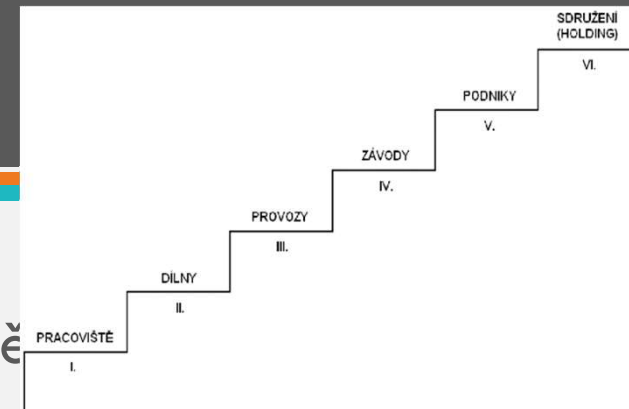 SDRUŽENÍ
(HOLDING)
VI.
PODNIKY
V.
ZÁVODY
IV.
PROVOZY
III.
DÍLNY
II.
PRACOVIŠTĚ
I.
ě